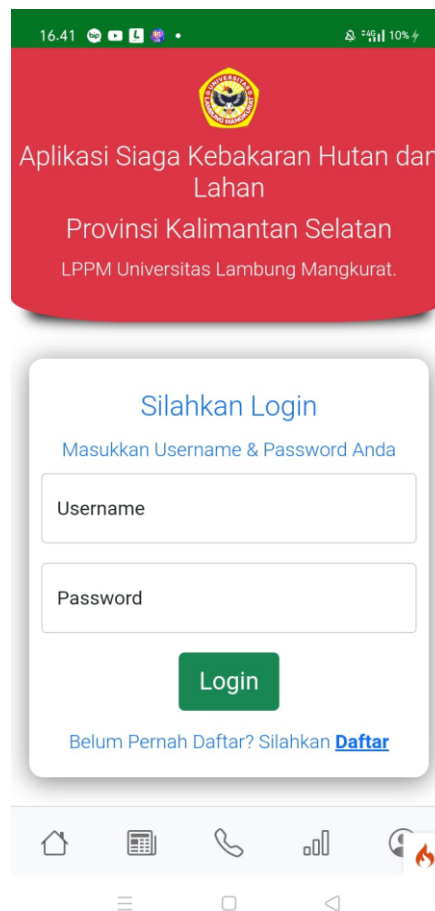 16.41
4G 10%
Aplikasi Siaga Kebakaran Hutan dan
Lahan
Provinsi Kalimantan Selatan
LPPM Universitas Lambung Mangkurat.
Silahkan Login
Masukkan Username & Password Anda
Username
Password
Login
Belum Pernah Daftar? Silahkan Daftar